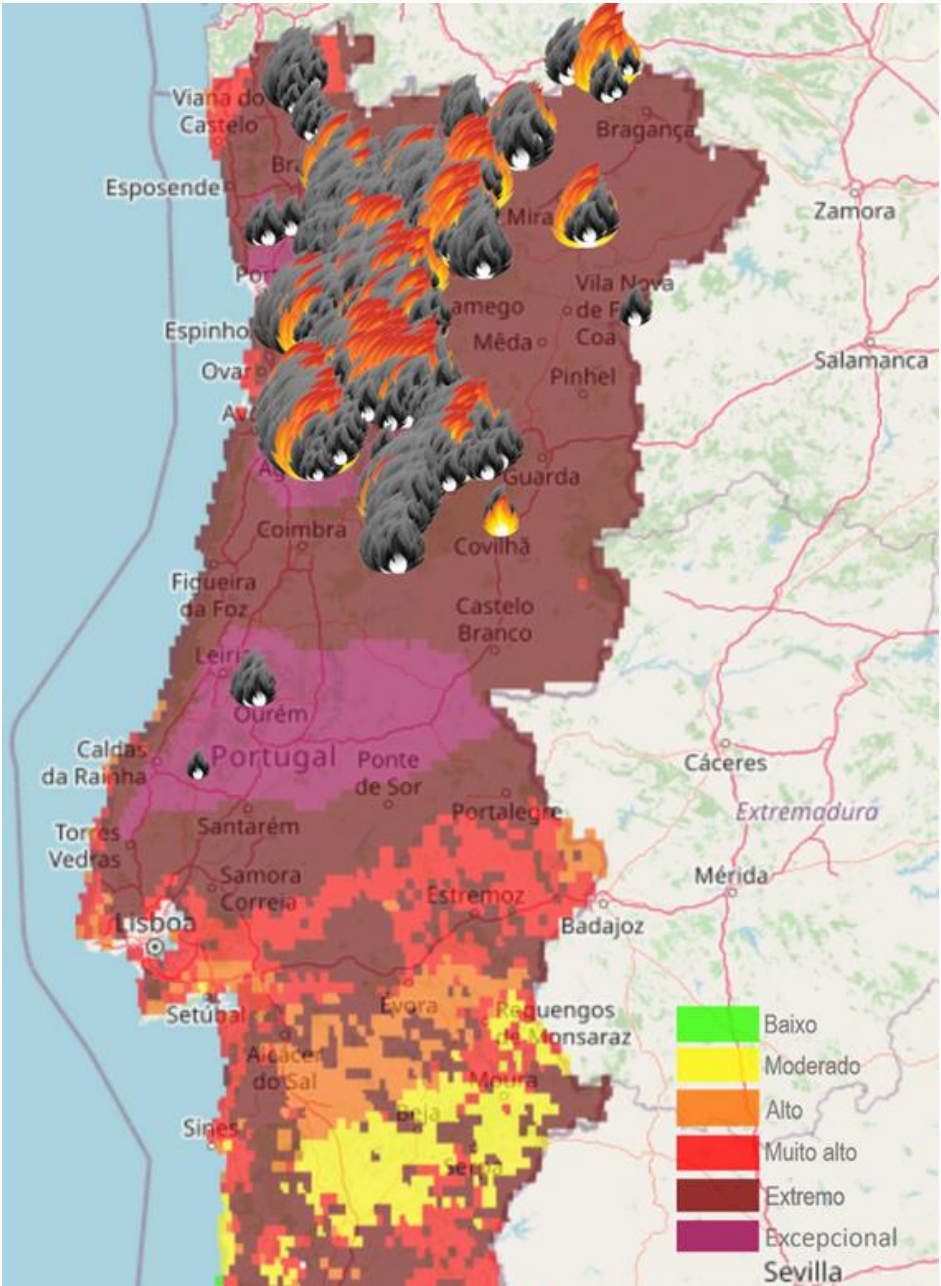 Viana do
Castelo
Bragança
Esposende
Zamora
Mira
Vila Nova
de F
Coa
amego
Espinho
Mêda
Salamanca
Ovar
Pinhel
Guarda
Coimbra
Covilhã
Figueira
da Foz
Castelo
Branco
Leiria
Ourém
Caldas
da Rainha
Portugal
Ponte
de Sor
Cáceres
Portalegre
Extremadura
Santarém
Torres
Vedras
Samora
Correia
Mérida
Estremoz
Lisboa
Badajoz
Évora
Setúbal
Reguengos
de Monsaraz
Baixo
Alcácer
do Sal
Moderado
Moura
Beja
Alto
Sines
Muito alto
Serpa
Extremo
Excepcional
Sevilla